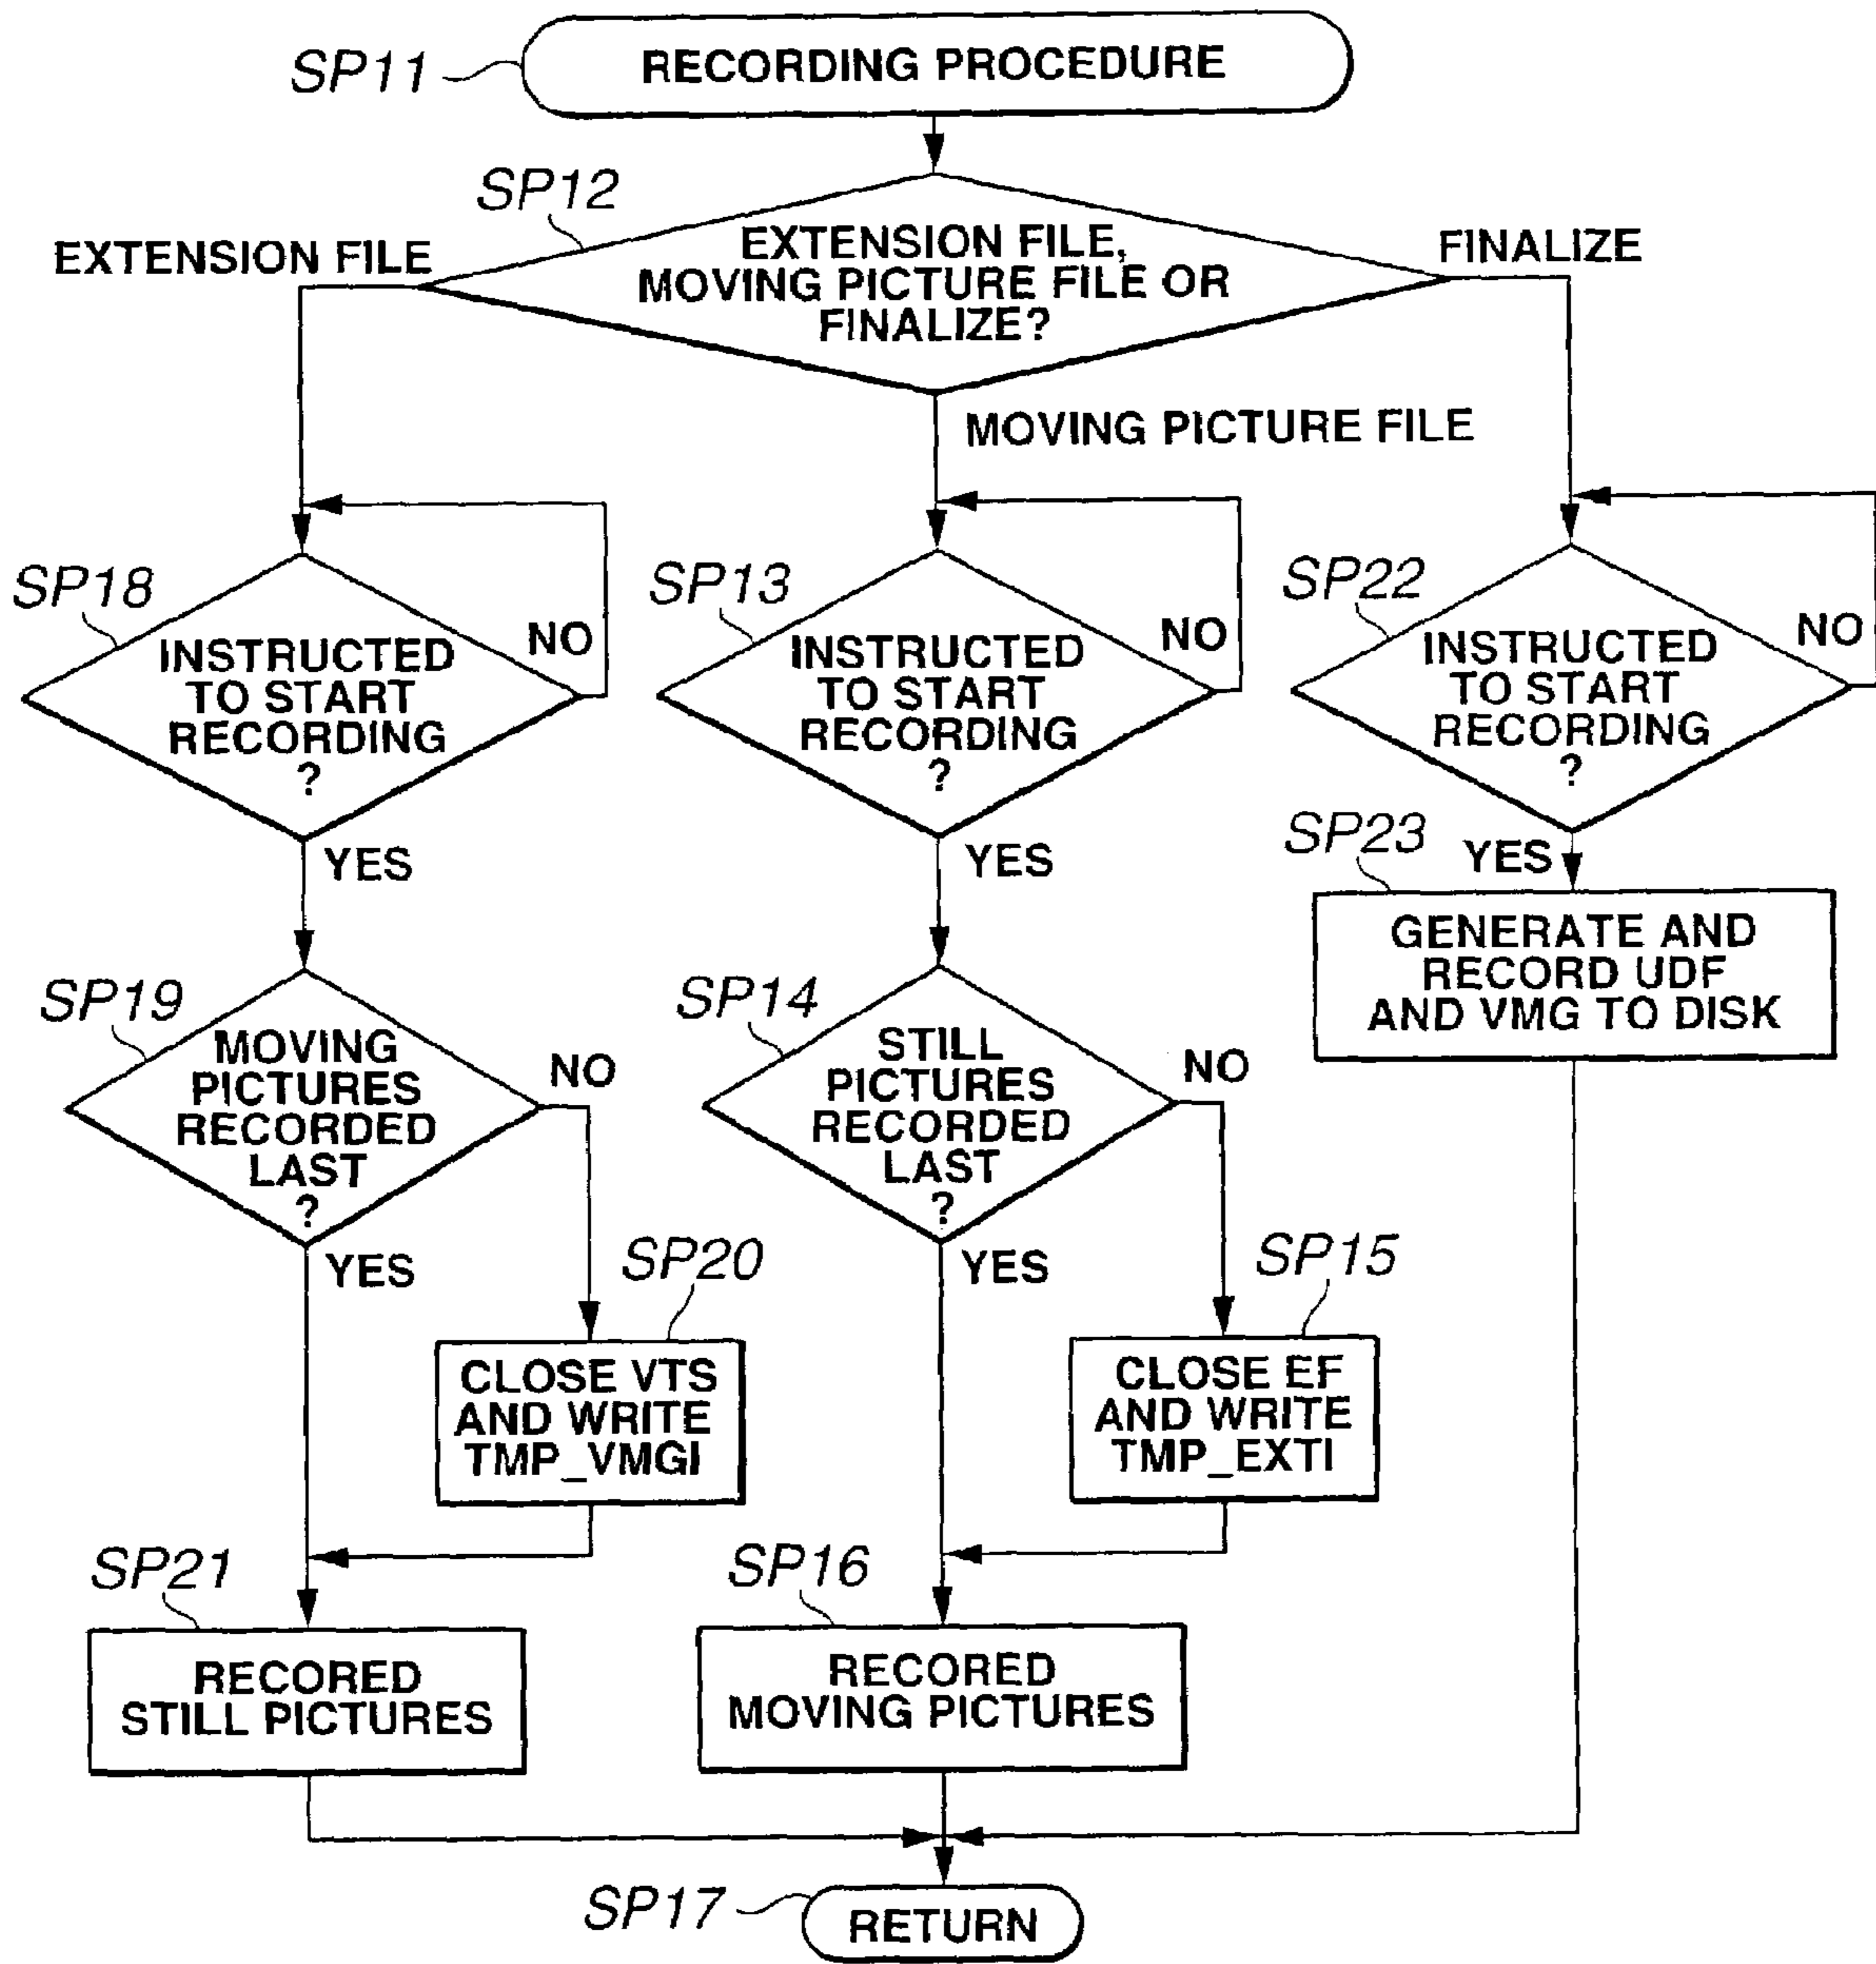 SP11
RECORDING PROCEDURE
SP12
EXTENSION FILE,
MOVING PICTURE FILE OR
FINALIZE?
EXTENSION FILE
FINALIZE
MOVING PICTURE FILE
SP18
INSTRUCTED
TO START
RECORDING
?
NO
YES
SP13
INSTRUCTED
TO START
RECORDING
?
NO
YES
SP22
INSTRUCTED
TO START
RECORDING
?
NO
YES
SP23
GENERATE AND
RECORD UDF
AND VMG TO DISK
SP19
MOVING
PICTURES
RECORDED
LAST
?
NO
YES
SP14
STILL
PICTURES
RECORDED
LAST
?
NO
YES
SP20
CLOSE VTS
AND WRITE
TMP_VMGI
SP15
CLOSE EF
AND WRITE
TMP_EXTI
SP21
RECORED
STILL PICTURES
SP16
RECORED
MOVING PICTURES
SP17
RETURN